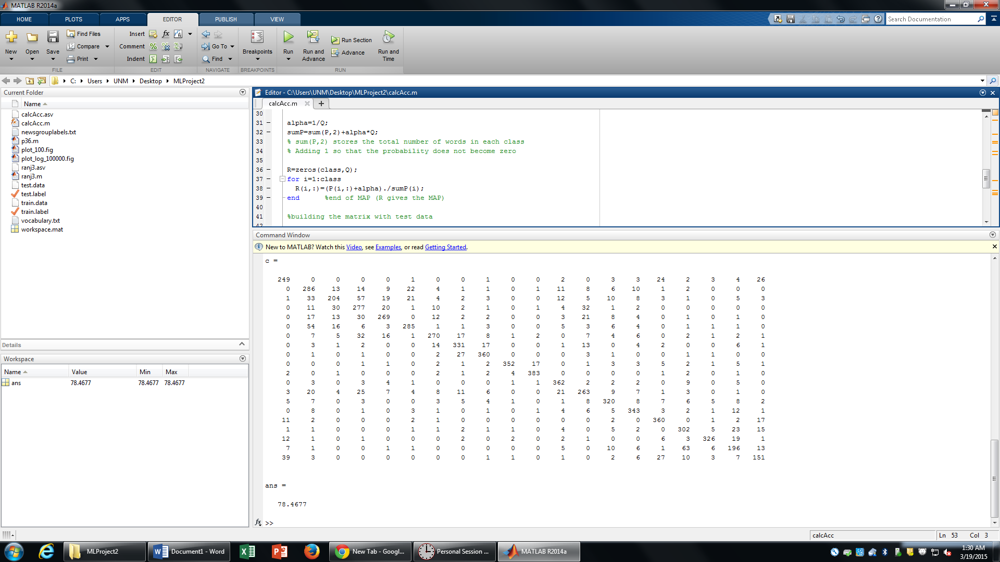 MATLAB R2014a
HOME PLOTS APPS EDITOR PUBLISH VIEW
Search Documentation
New Open Save Find Files Compare Print
FILE
Insert Comment Indent
EDIT
Go To Find
NAVIGATE
Breakpoints
BREAKPOINTS
Run Run and Advance Run Section Advance Run and Time
RUN
C: Users UNM Desktop MLProject2
Current Folder
Name
calcAcc.asv
calcAcc.m
newsgrouplabels.txt
p36.m
plot_100.fig
plot_log_100000.fig
ranj3.asv
ranj3.m
test.data
test.label
train.data
train.label
vocabulary.txt
workspace.mat
Details
Workspace
Name Value Min Max
ans 78.4677 78.4677 78.4677
Editor - C:\Users\UNM\Desktop\MLProject2\calcAcc.m
calcAcc.m
30
31 alpha=1/Q;
32 sumP=sum(P,2)+alpha*Q;
33 % sum(P,2) stores the total number of words in each class
34 % Adding 1 so that the probability does not become zero
35
36 R=zeros(class,Q);
37 for i=1:class
38 R(i,:)=(P(i,:)+alpha)./sumP(i);
39 end %end of MAP (R gives the MAP)
40
41 %building the matrix with test data
42
Command Window
New to MATLAB? Watch this Video, see Examples, or read Getting Started.
c =
249 0 0 0 0 1 0 0 1 0 0 2 0 3 3 24 2 3 4 26
0 286 13 14 9 22 4 1 1 0 1 11 8 6 10 1 2 0 0 0
1 33 204 57 19 21 4 2 3 0 0 12 5 10 8 3 1 0 5 3
0 11 30 277 20 1 10 2 1 0 1 4 32 1 2 0 0 0 0 0
0 17 13 30 269 0 12 2 2 0 0 3 21 8 4 0 1 0 1 0
0 54 16 6 3 285 1 1 3 0 0 5 3 6 4 0 1 1 1 0
0 7 5 32 16 1 270 17 8 1 2 0 7 4 6 0 2 1 2 1
0 3 1 2 0 0 14 331 17 0 0 1 13 0 4 2 0 0 6 1
0 1 0 1 0 0 2 27 360 0 0 0 3 1 0 0 1 1 0 0
0 0 0 1 1 0 2 1 2 352 17 0 1 3 3 5 2 1 5 1
2 0 1 0 0 0 2 1 2 4 383 0 0 0 0 1 2 0 1 0
0 3 0 3 4 1 0 0 0 1 1 362 2 2 2 0 9 0 5 0
3 20 4 25 7 4 8 11 6 0 0 21 263 9 7 1 3 0 1 0
5 7 0 3 0 0 3 5 4 1 0 1 8 320 8 7 6 5 8 2
0 8 0 1 0 3 1 0 1 0 1 4 6 5 343 3 2 1 12 1
11 2 0 0 0 2 1 0 0 0 0 0 0 2 0 360 0 1 2 17
1 1 0 0 0 1 1 2 1 1 0 4 0 5 2 0 302 5 23 15
12 1 0 1 0 0 0 2 0 2 0 2 1 0 0 6 3 326 19 1
7 1 0 0 1 1 0 0 0 0 0 5 0 10 6 1 63 6 196 13
39 3 0 0 0 0 0 0 1 1 0 1 0 2 6 27 10 3 7 151
ans =
78.4677
fx >>
calcAcc Ln 53 Col 3
MLProject2 Document1 - Word New Tab - Googl... Personal Session ... MATLAB R2014a
1:30 AM
3/19/2015